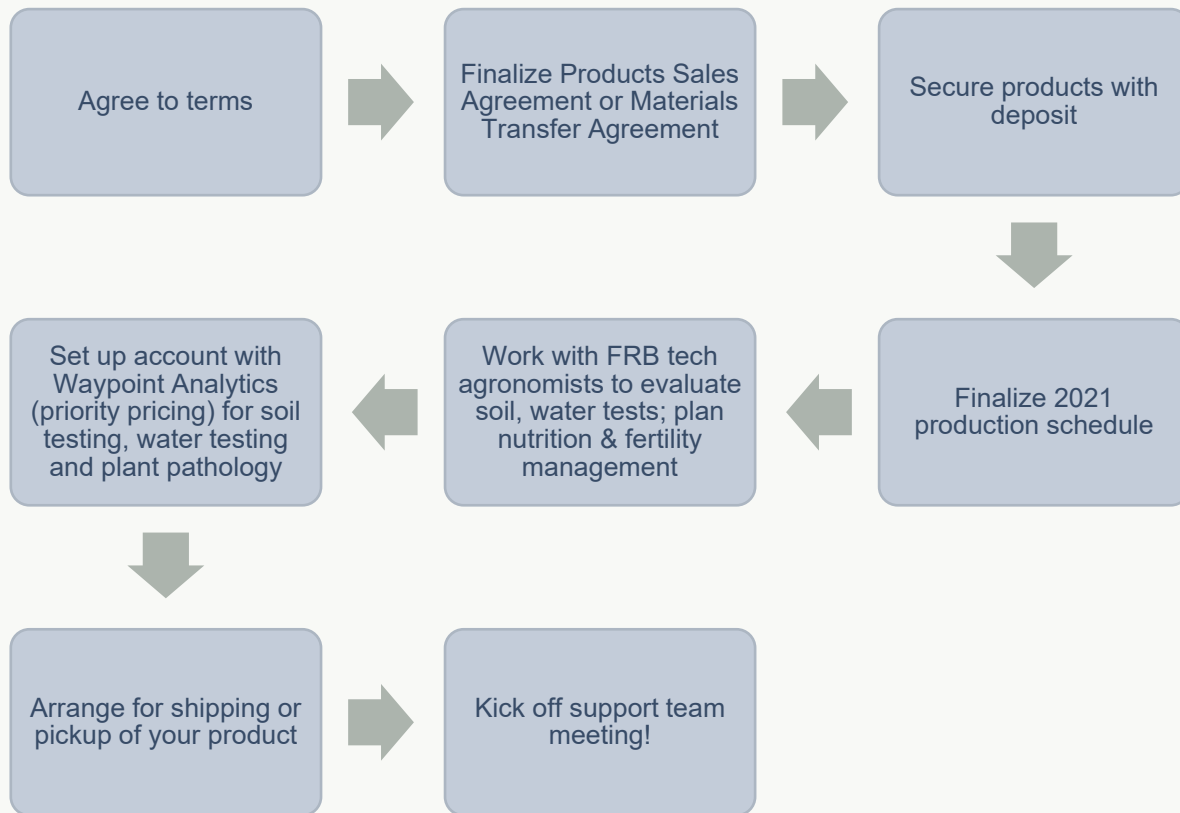 Agree to terms
Finalize Products Sales
Agreement or Materials
Transfer Agreement
Secure products with
deposit
Finalize 2021
production schedule
Work with FRB tech
agronomists to evaluate
soil, water tests; plan
nutrition & fertility
management
Set up account with
Waypoint Analytics
(priority pricing) for soil
testing, water testing
and plant pathology
Arrange for shipping or
pickup of your product
Kick off support team
meeting!